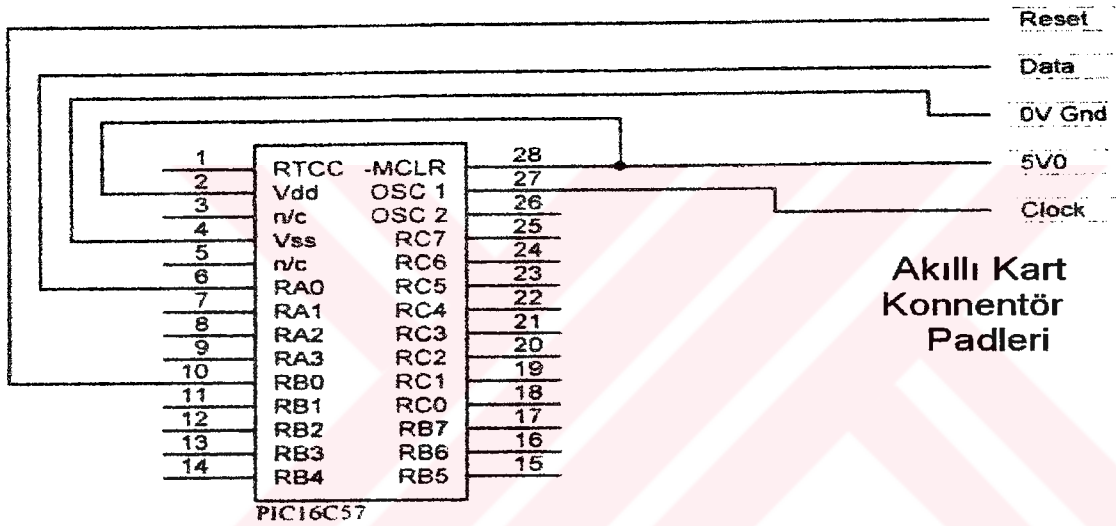 Reset
Data
0V Gnd
5V0
Clock
Akıllı Kart
Konnentör
Padleri
1 RTCC -MCLR 28
2 Vdd OSC 1 27
3 n/c OSC 2 26
4 Vss RC7 25
5 n/c RC6 24
6 RA0 RC5 23
7 RA1 RC4 22
8 RA2 RC3 21
9 RA3 RC2 20
10 RB0 RC1 19
11 RB1 RC0 18
12 RB2 RB7 17
13 RB3 RB6 16
14 RB4 RB5 15
PIC16C57